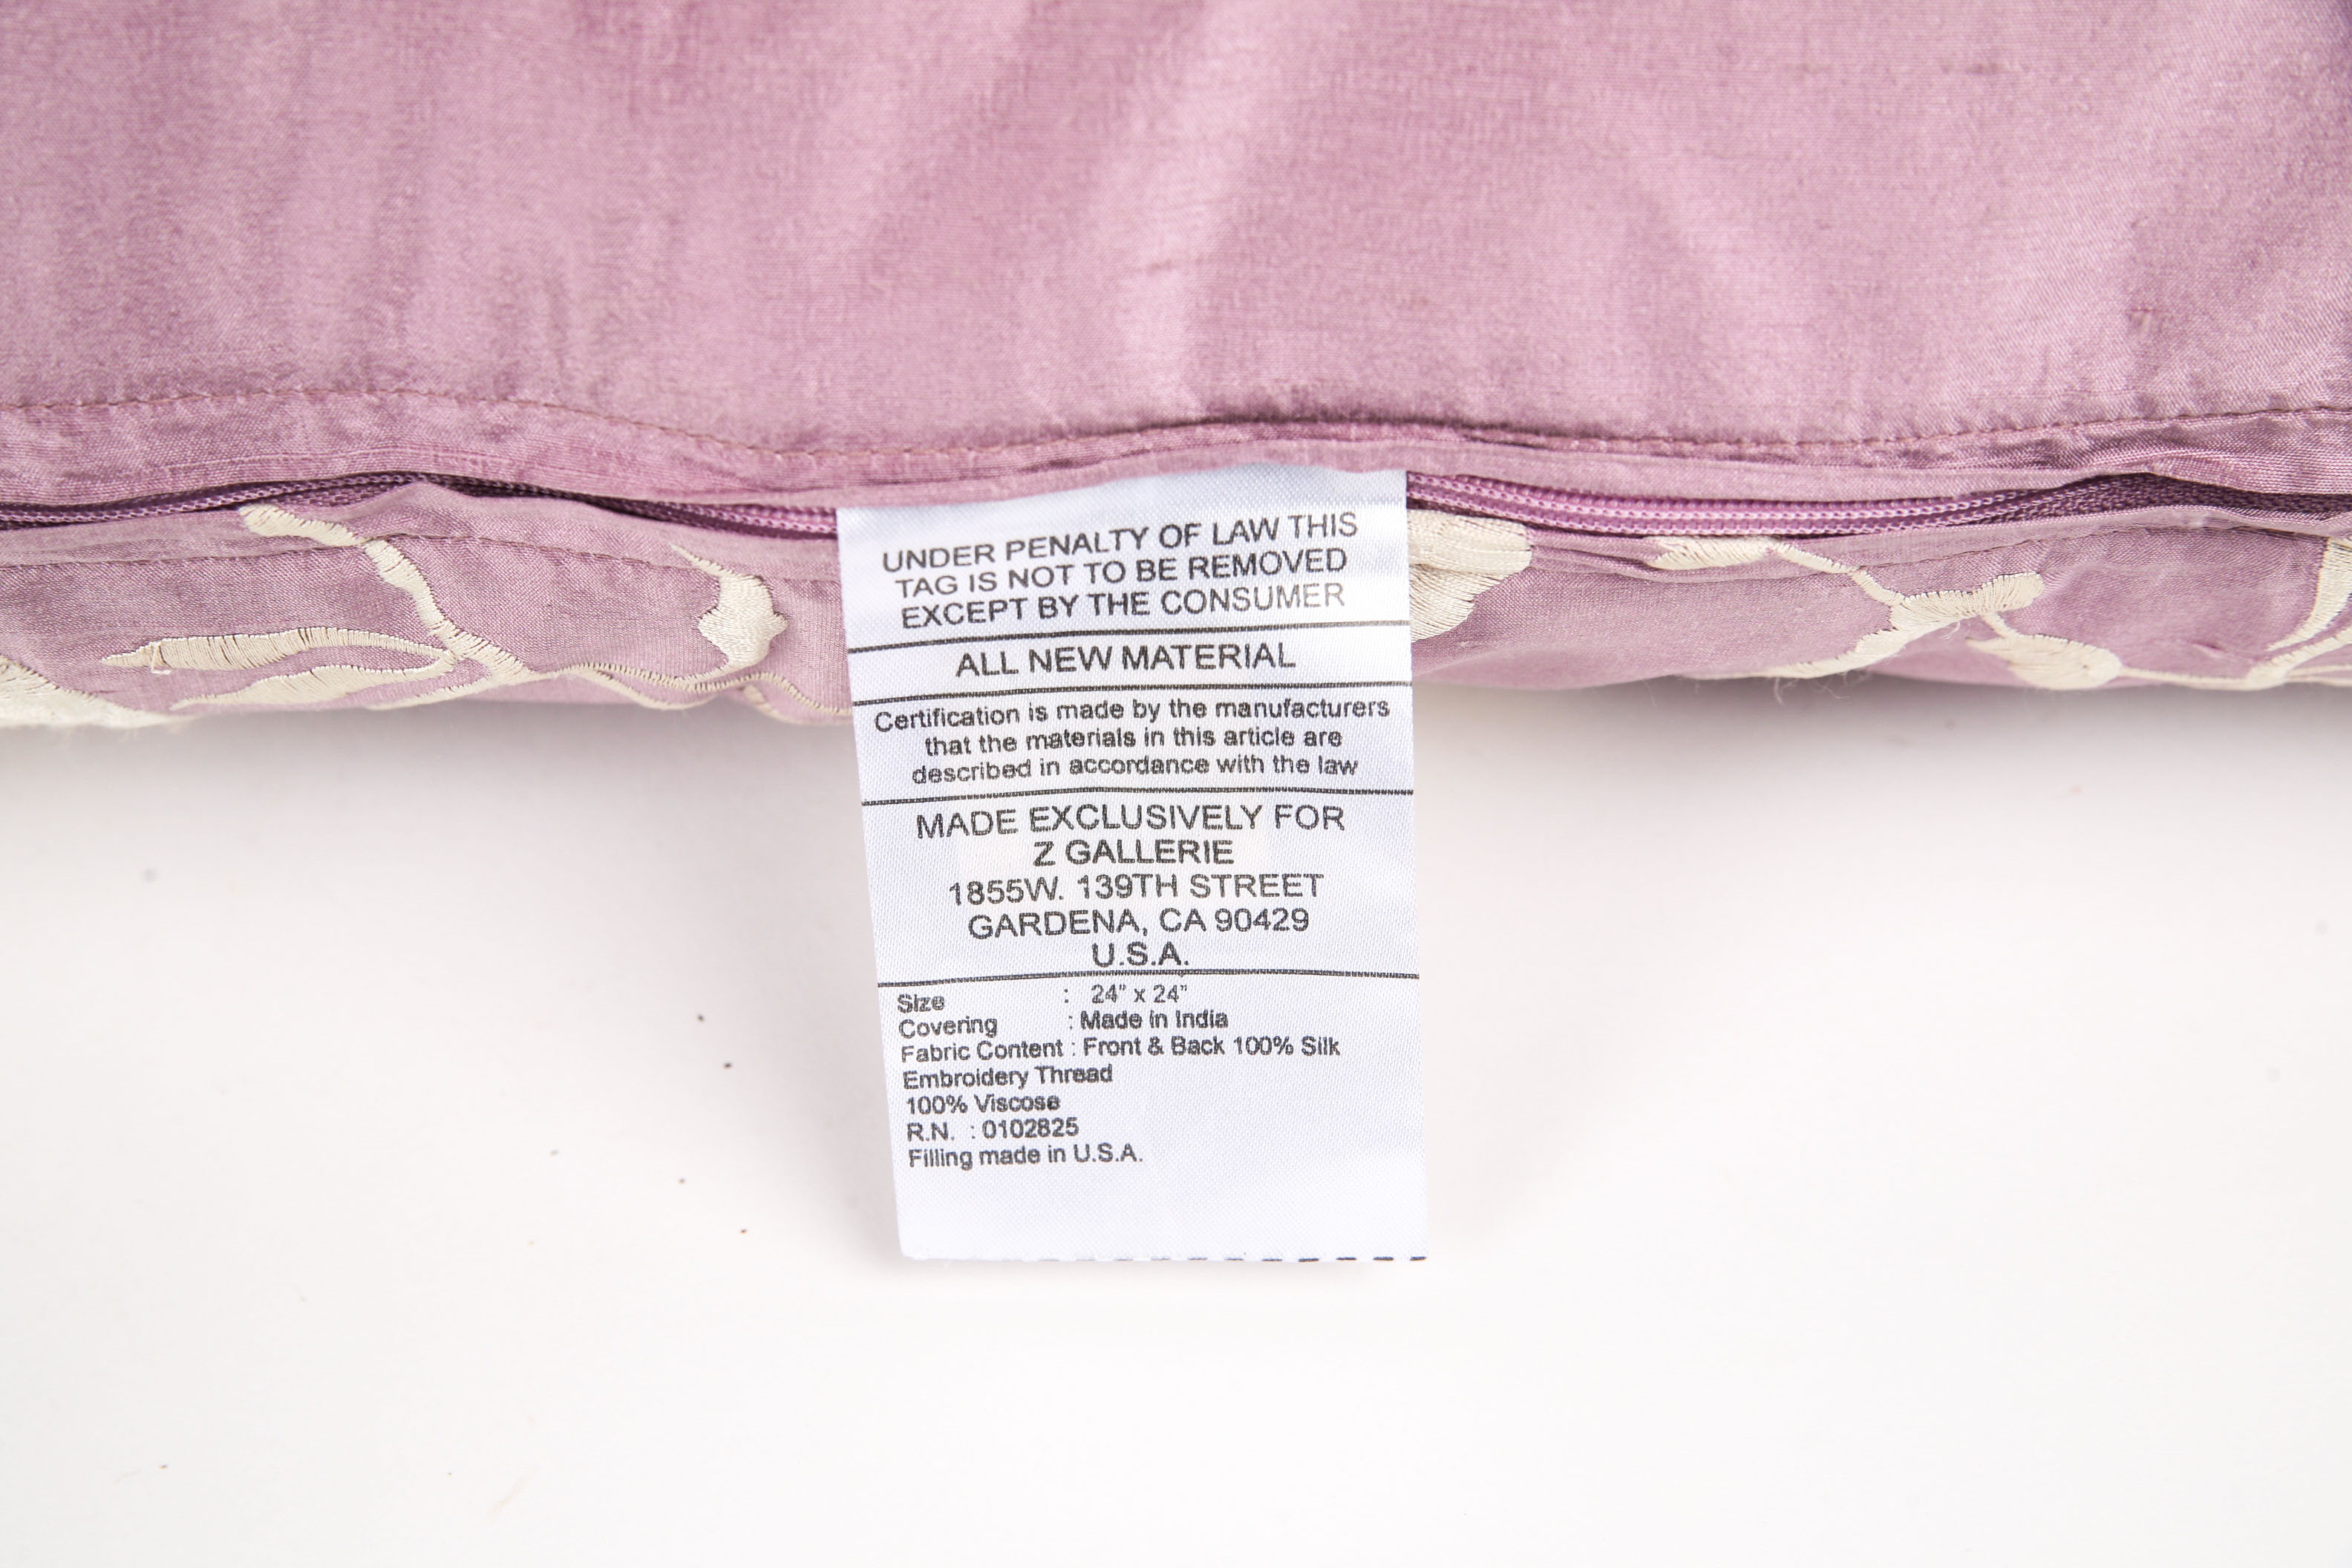 UNDER PENALTY OF LAW THIS
TAG IS NOT TO BE REMOVED
EXCEPT BY THE CONSUMER
ALL NEW MATERIAL
Certification is made by the manufacturers
that the materials in this article are
described in accordance with the law
MADE EXCLUSIVELY FOR
Z GALLERIE
1855W. 139TH STREET
GARDENA, CA 90429
U.S.A.
Size : 24" x 24"
Covering : Made in India
Fabric Content : Front & Back 100% Silk
Embroidery Thread
100% Viscose
R.N. : 0102825
Filling made in U.S.A.